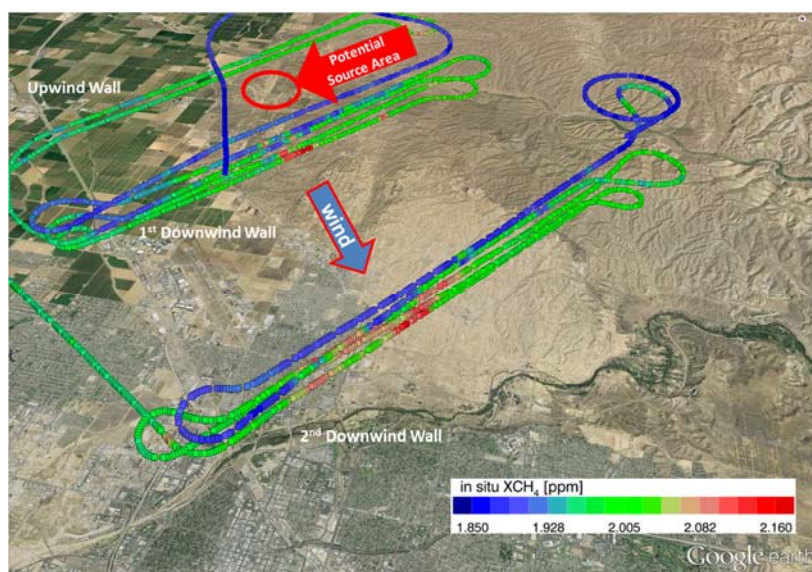 Potential
Source Area
Upwind Wall
1st Downwind Wall
wind
2nd Downwind Wall
in situ XCH₄ [ppm]
1.850 1.928 2.005 2.082 2.160
Google earth